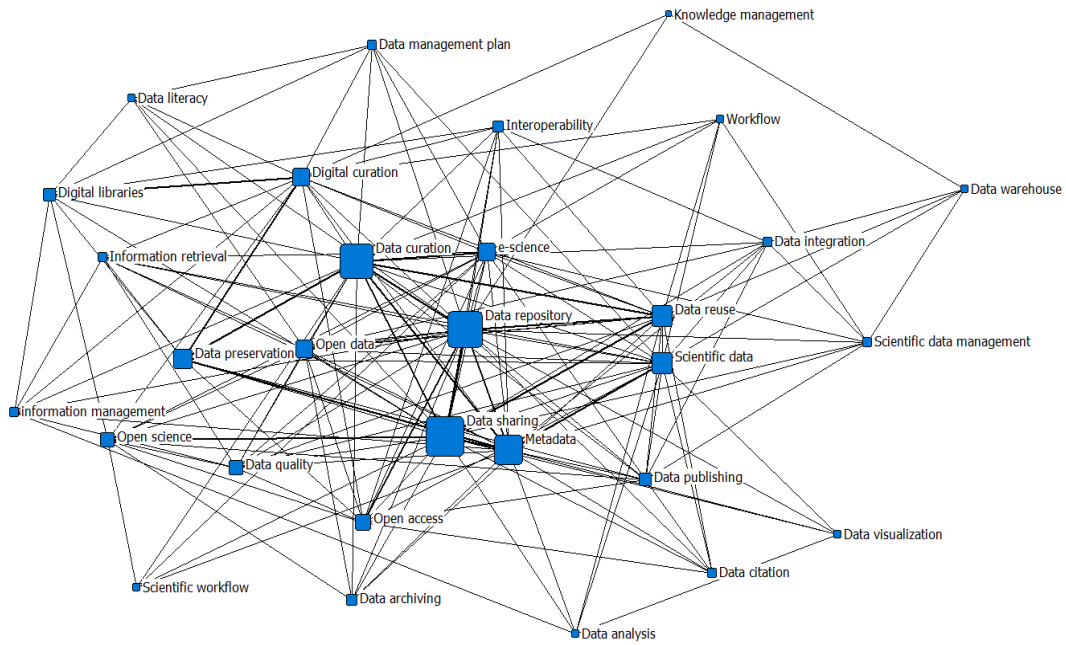 Knowledge management
Data management plan
Data literacy
Interoperability
Workflow
Digital curation
Digital libraries
Data warehouse
Data curation
e-science
Data integration
Information retrieval
Data repository
Data reuse
Open data
Data preservation
Scientific data
Scientific data management
Information management
Data sharing
Open science
Metadata
Data quality
Data publishing
Open access
Data visualization
Data citation
Scientific workflow
Data archiving
Data analysis